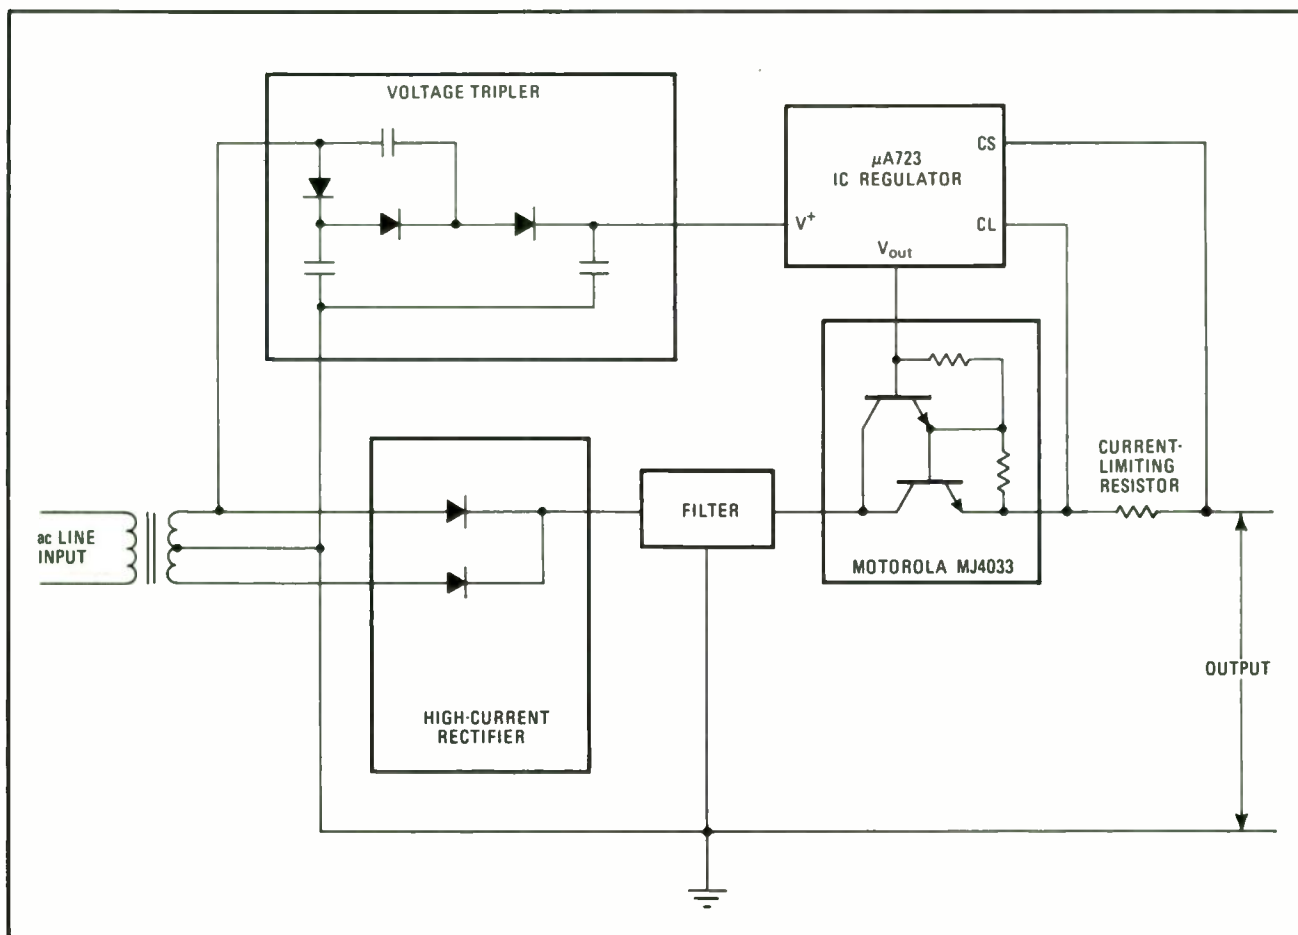 VOLTAGE TRIPLER
μA723
IC REGULATOR
CS
V+
CL
Vout
CURRENT-
LIMITING
RESISTOR
ac LINE
INPUT
FILTER
MOTOROLA MJ4033
OUTPUT
HIGH-CURRENT
RECTIFIER